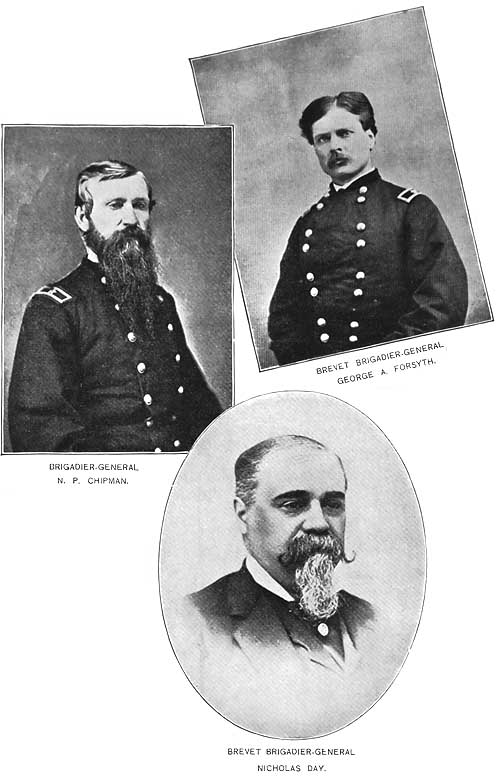 BREVET BRIGADIER-GENERAL
GEORGE A. FORSYTH.
BRIGADIER-GENERAL
N. P. CHIPMAN.
BREVET BRIGADIER-GENERAL
NICHOLAS DAY.